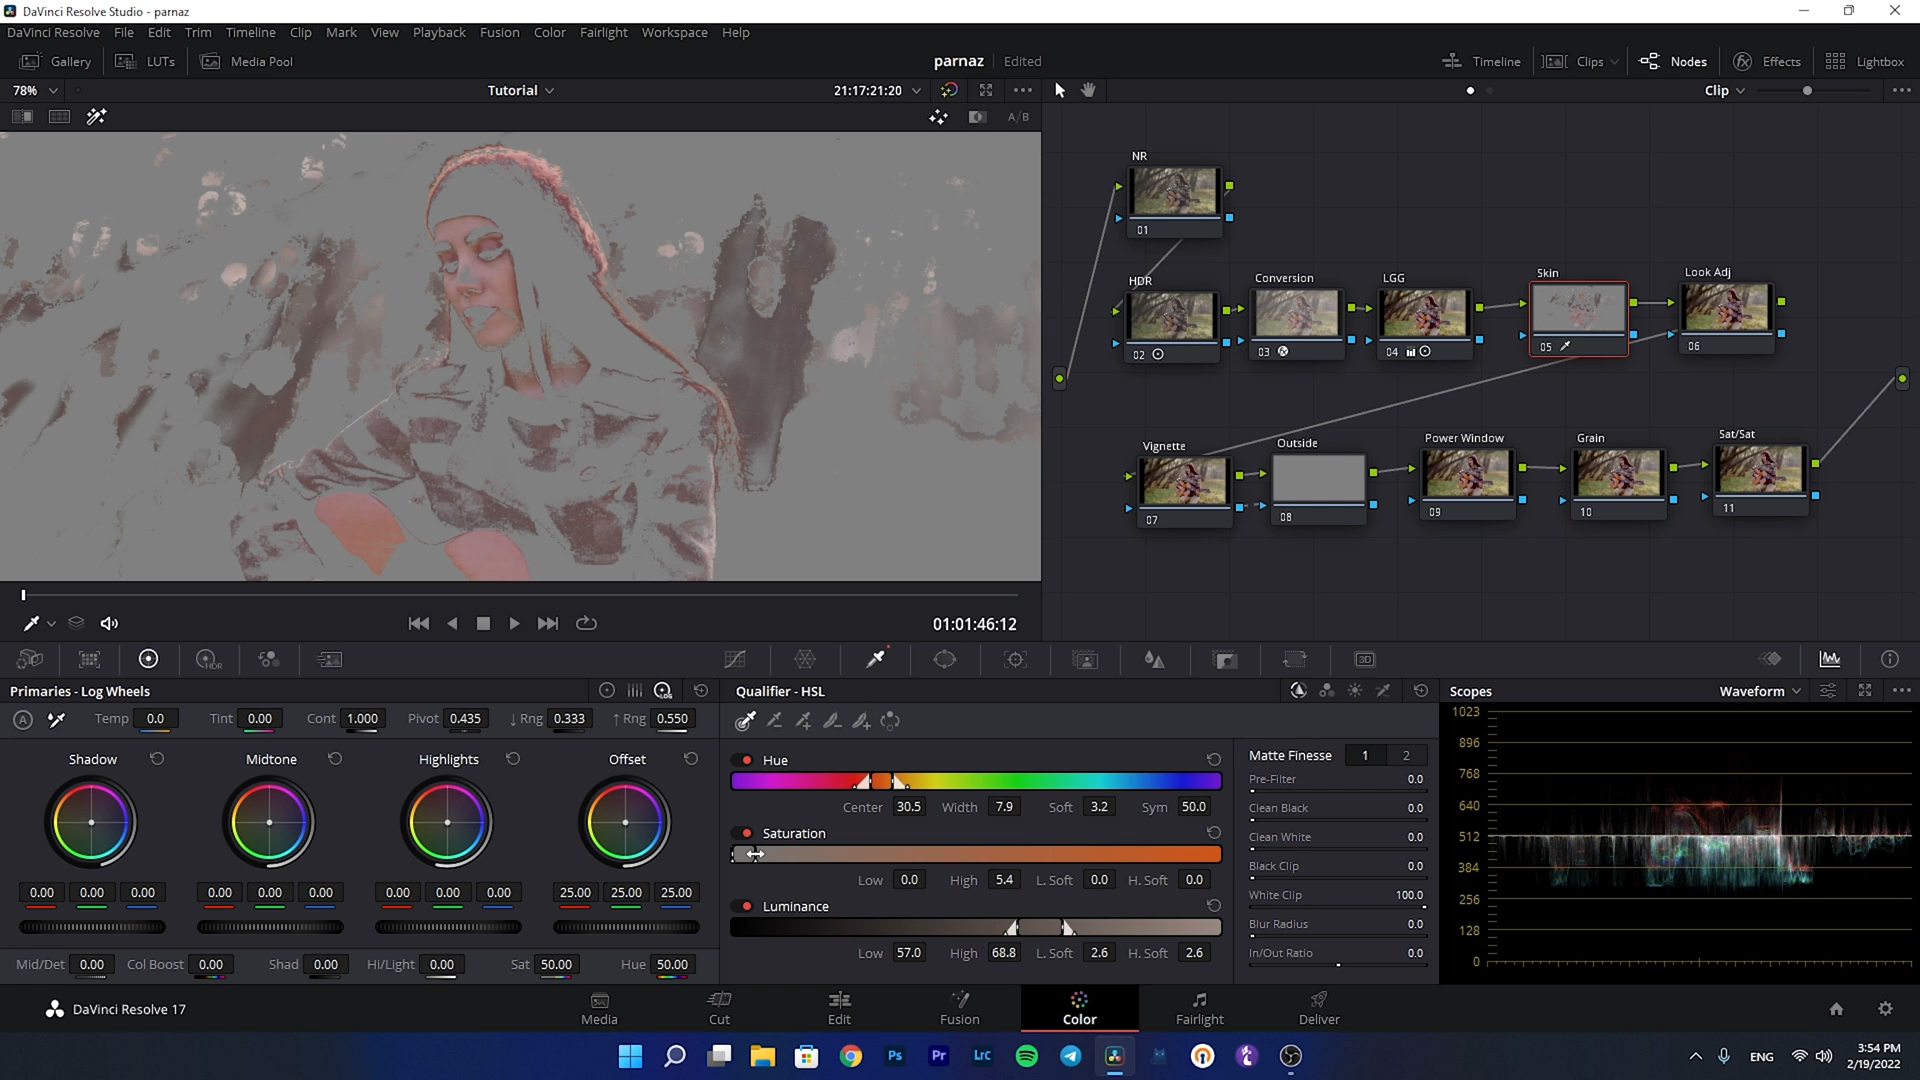 DaVinci Resolve Studio - parnaz
DaVinci Resolve File Edit Trim Timeline Clip Mark View Playback Fusion Color Fairlight Workspace Help
Gallery LUTs Media Pool parnaz Edited Timeline Clips Nodes Effects Lightbox
78% Tutorial 21:17:21:20 Clip
A/B
NR
01
HDR Conversion LGG Skin Look Adj
02 03 04 05 06
Vignette Outside Power Window Grain Sat/Sat
07 08 09 10 11
01:01:46:12
HDR 3D
Primaries - Log Wheels LOG Qualifier - HSL Scopes Waveform
A Temp 0.0 Tint 0.00 Cont 1.000 Pivot 0.435 ↓ Rng 0.333 ↑ Rng 0.550
Shadow Midtone Highlights Offset
0.00 0.00 0.00 0.00 0.00 0.00 0.00 0.00 0.00 25.00 25.00 25.00
Mid/Det 0.00 Col Boost 0.00 Shad 0.00 Hi/Light 0.00 Sat 50.00 Hue 50.00
Hue
Center 30.5 Width 7.9 Soft 3.2 Sym 50.0
Saturation
Low 0.0 High 5.4 L. Soft 0.0 H. Soft 0.0
Luminance
Low 57.0 High 68.8 L. Soft 2.6 H. Soft 2.6
Matte Finesse 1 2
Pre-Filter 0.0
Clean Black 0.0
Clean White 0.0
Black Clip 0.0
White Clip 100.0
Blur Radius 0.0
In/Out Ratio 0.0
1023
896
768
640
512
384
256
128
0
DaVinci Resolve 17 Media Cut Edit Fusion Color Fairlight Deliver
Ps Pr Lrc ENG 3:54 PM
2/19/2022